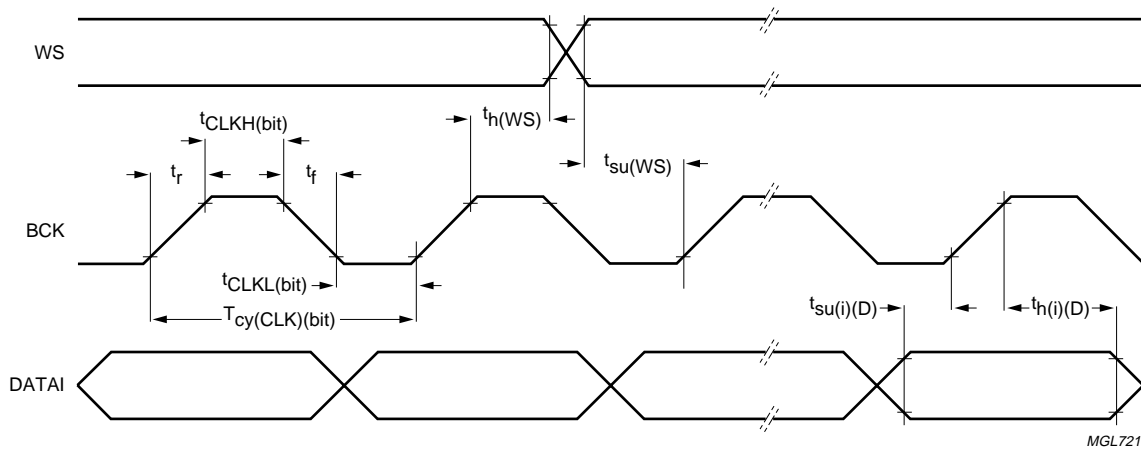 WS
th(WS)
tCLKH(bit)
tsu(WS)
tr
tf
BCK
tCLKL(bit)
Tcy(CLK)(bit)
tsu(i)(D)
th(i)(D)
DATAI
MGL721